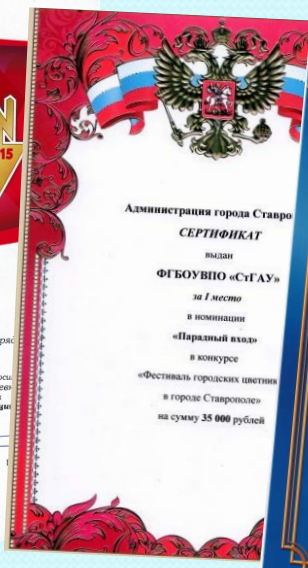 Администрация города Ставро
СЕРТИФИКАТ
выдан
ФГБОУВПО «СтГАУ»
за I место
в номинации
«Парадный вход»
в конкурсе
«Фестиваль городских цветник
в городе Ставрополе»
на сумму 35 000 рублей
N
15